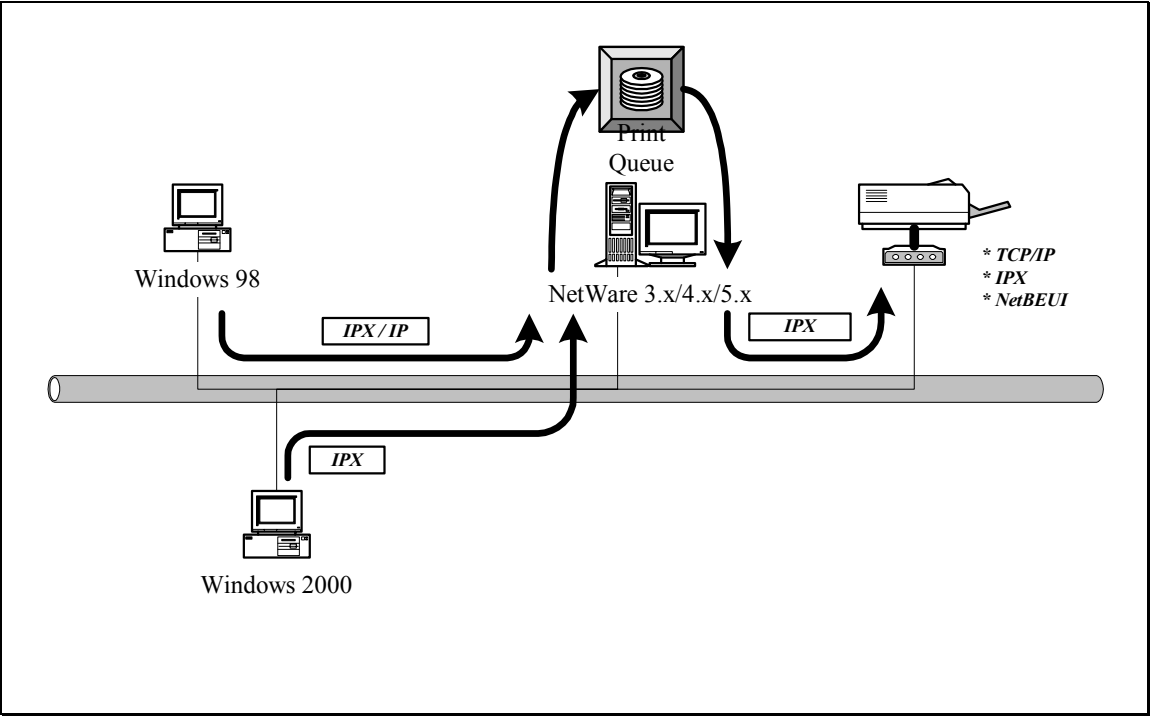 Print
Queue
Windows 98
NetWare 3.x/4.x/5.x
* TCP/IP
* IPX
* NetBEUI
IPX / IP
IPX
IPX
Windows 2000